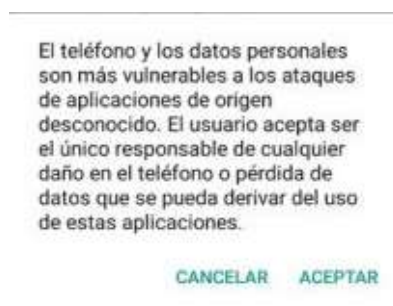 El teléfono y los datos personales
son más vulnerables a los ataques
de aplicaciones de origen
desconocido. El usuario acepta ser
el único responsable de cualquier
daño en el teléfono o pérdida de
datos que se pueda derivar del uso
de estas aplicaciones.
CANCELAR ACEPTAR